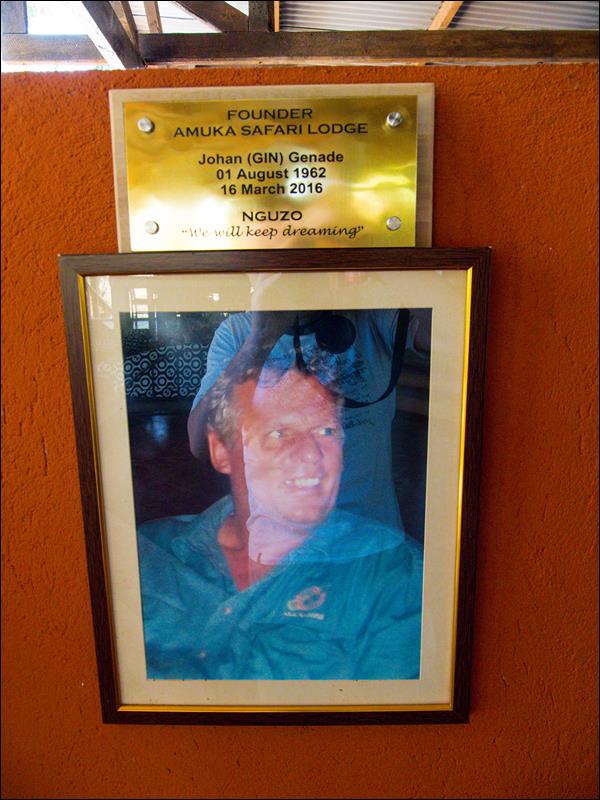 FOUNDER
AMUKA SAFARI LODGE
Johan (GIN) Genade
01 August 1962
16 March 2016
NGUZO
"We will keep dreaming"